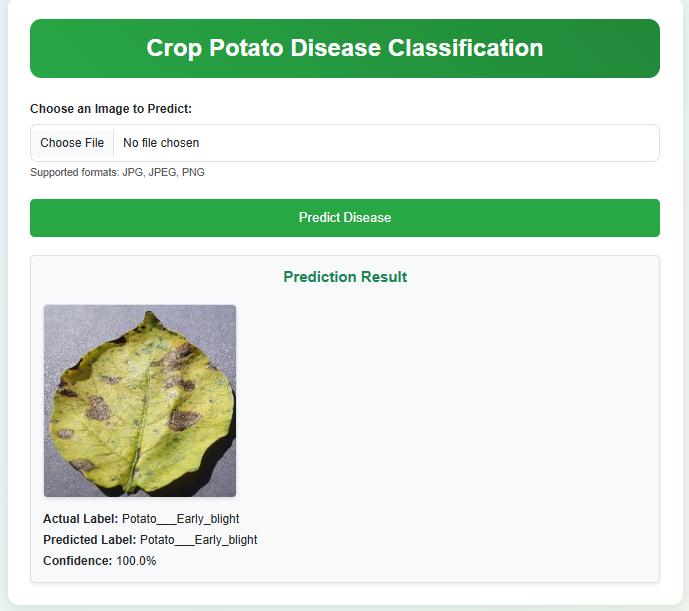 Crop Potato Disease Classification
Choose an Image to Predict:
Choose File No file chosen
Supported formats: JPG, JPEG, PNG
Predict Disease
Prediction Result
Actual Label: Potato___Early_blight
Predicted Label: Potato___Early_blight
Confidence: 100.0%